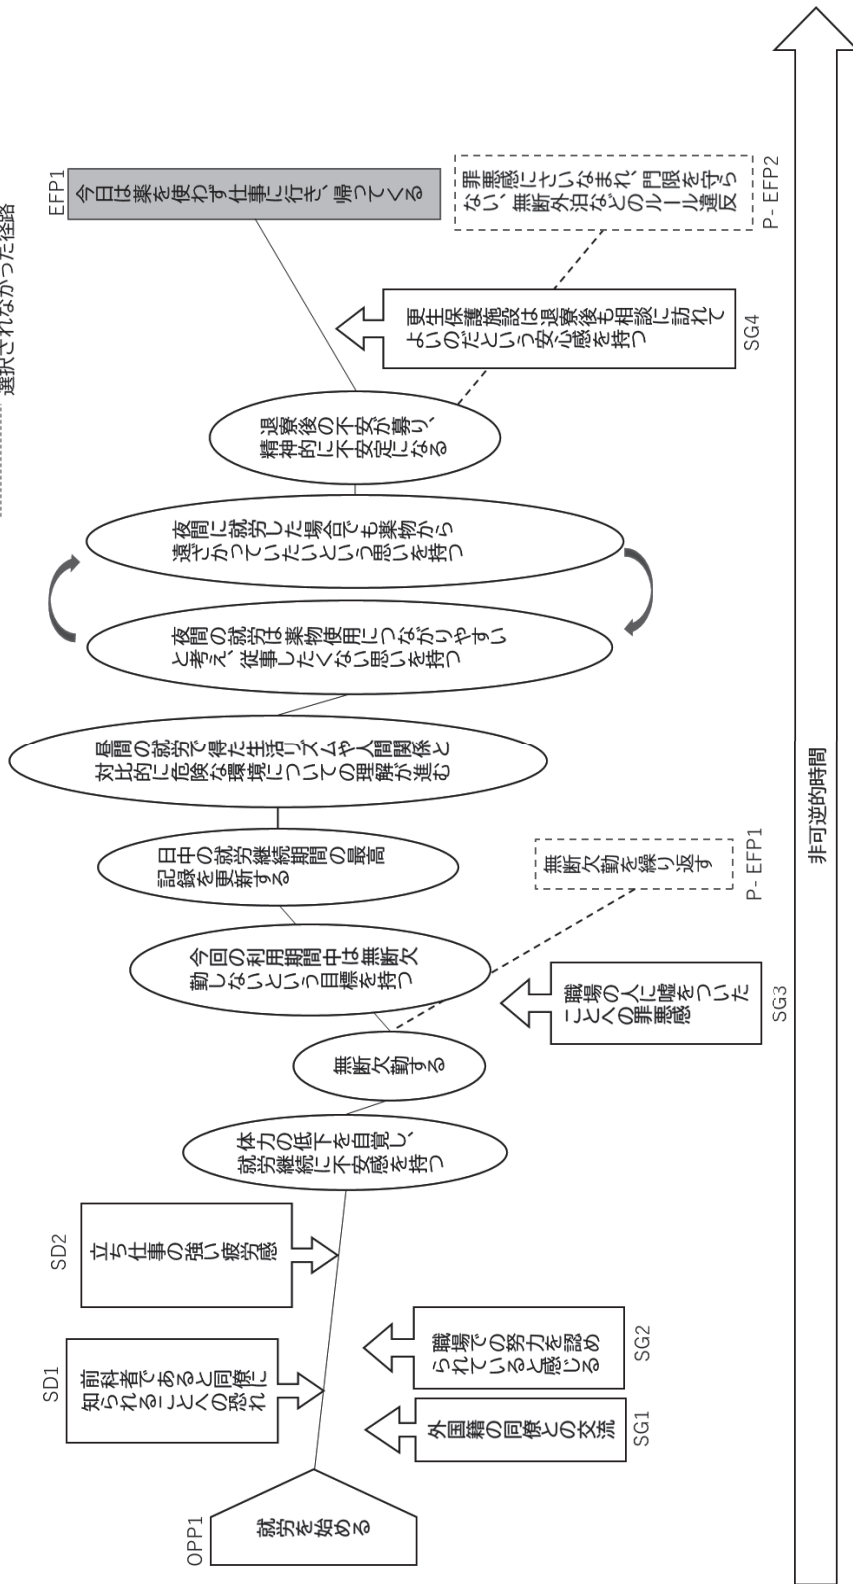 選択されなかった径路
EFP1
今日は薬を使わず仕事に行き、帰ってくる
罪悪感にさいなまれ、門限を守ら
ない、無断外泊などのルール違反
P- EFP2
更生保護施設は退寮後も相談に訪れて
よいのだという安心感を持つ
SG4
退寮後の不安が募り、
精神的に不安定になる
夜間に就労した場合でも薬物から
遠ざかっていたいという思いを持つ
夜間の就労は薬物使用につながりやすい
と考え、従事したくない思いを持つ
昼間の就労で得た生活リズムや人間関係と
対比的に危険な環境についての理解が進む
日中の就労継続期間の最高
記録を更新する
無断欠勤を繰り返す
P- EFP1
今回の利用期間中は無断欠
勤しないという目標を持つ
職場の人に嘘をついた
ことへの罪悪感
SG3
無断欠勤する
体力の低下を自覚し、
就労継続に不安感を持つ
SD2
立ち仕事の強い疲労感
SD1
前科者であると同僚に
知られることへの恐れ
職場での努力を認め
られていると感じる
SG2
外国籍の同僚との交流
SG1
OPP1
就労を始める
非可逆的時間